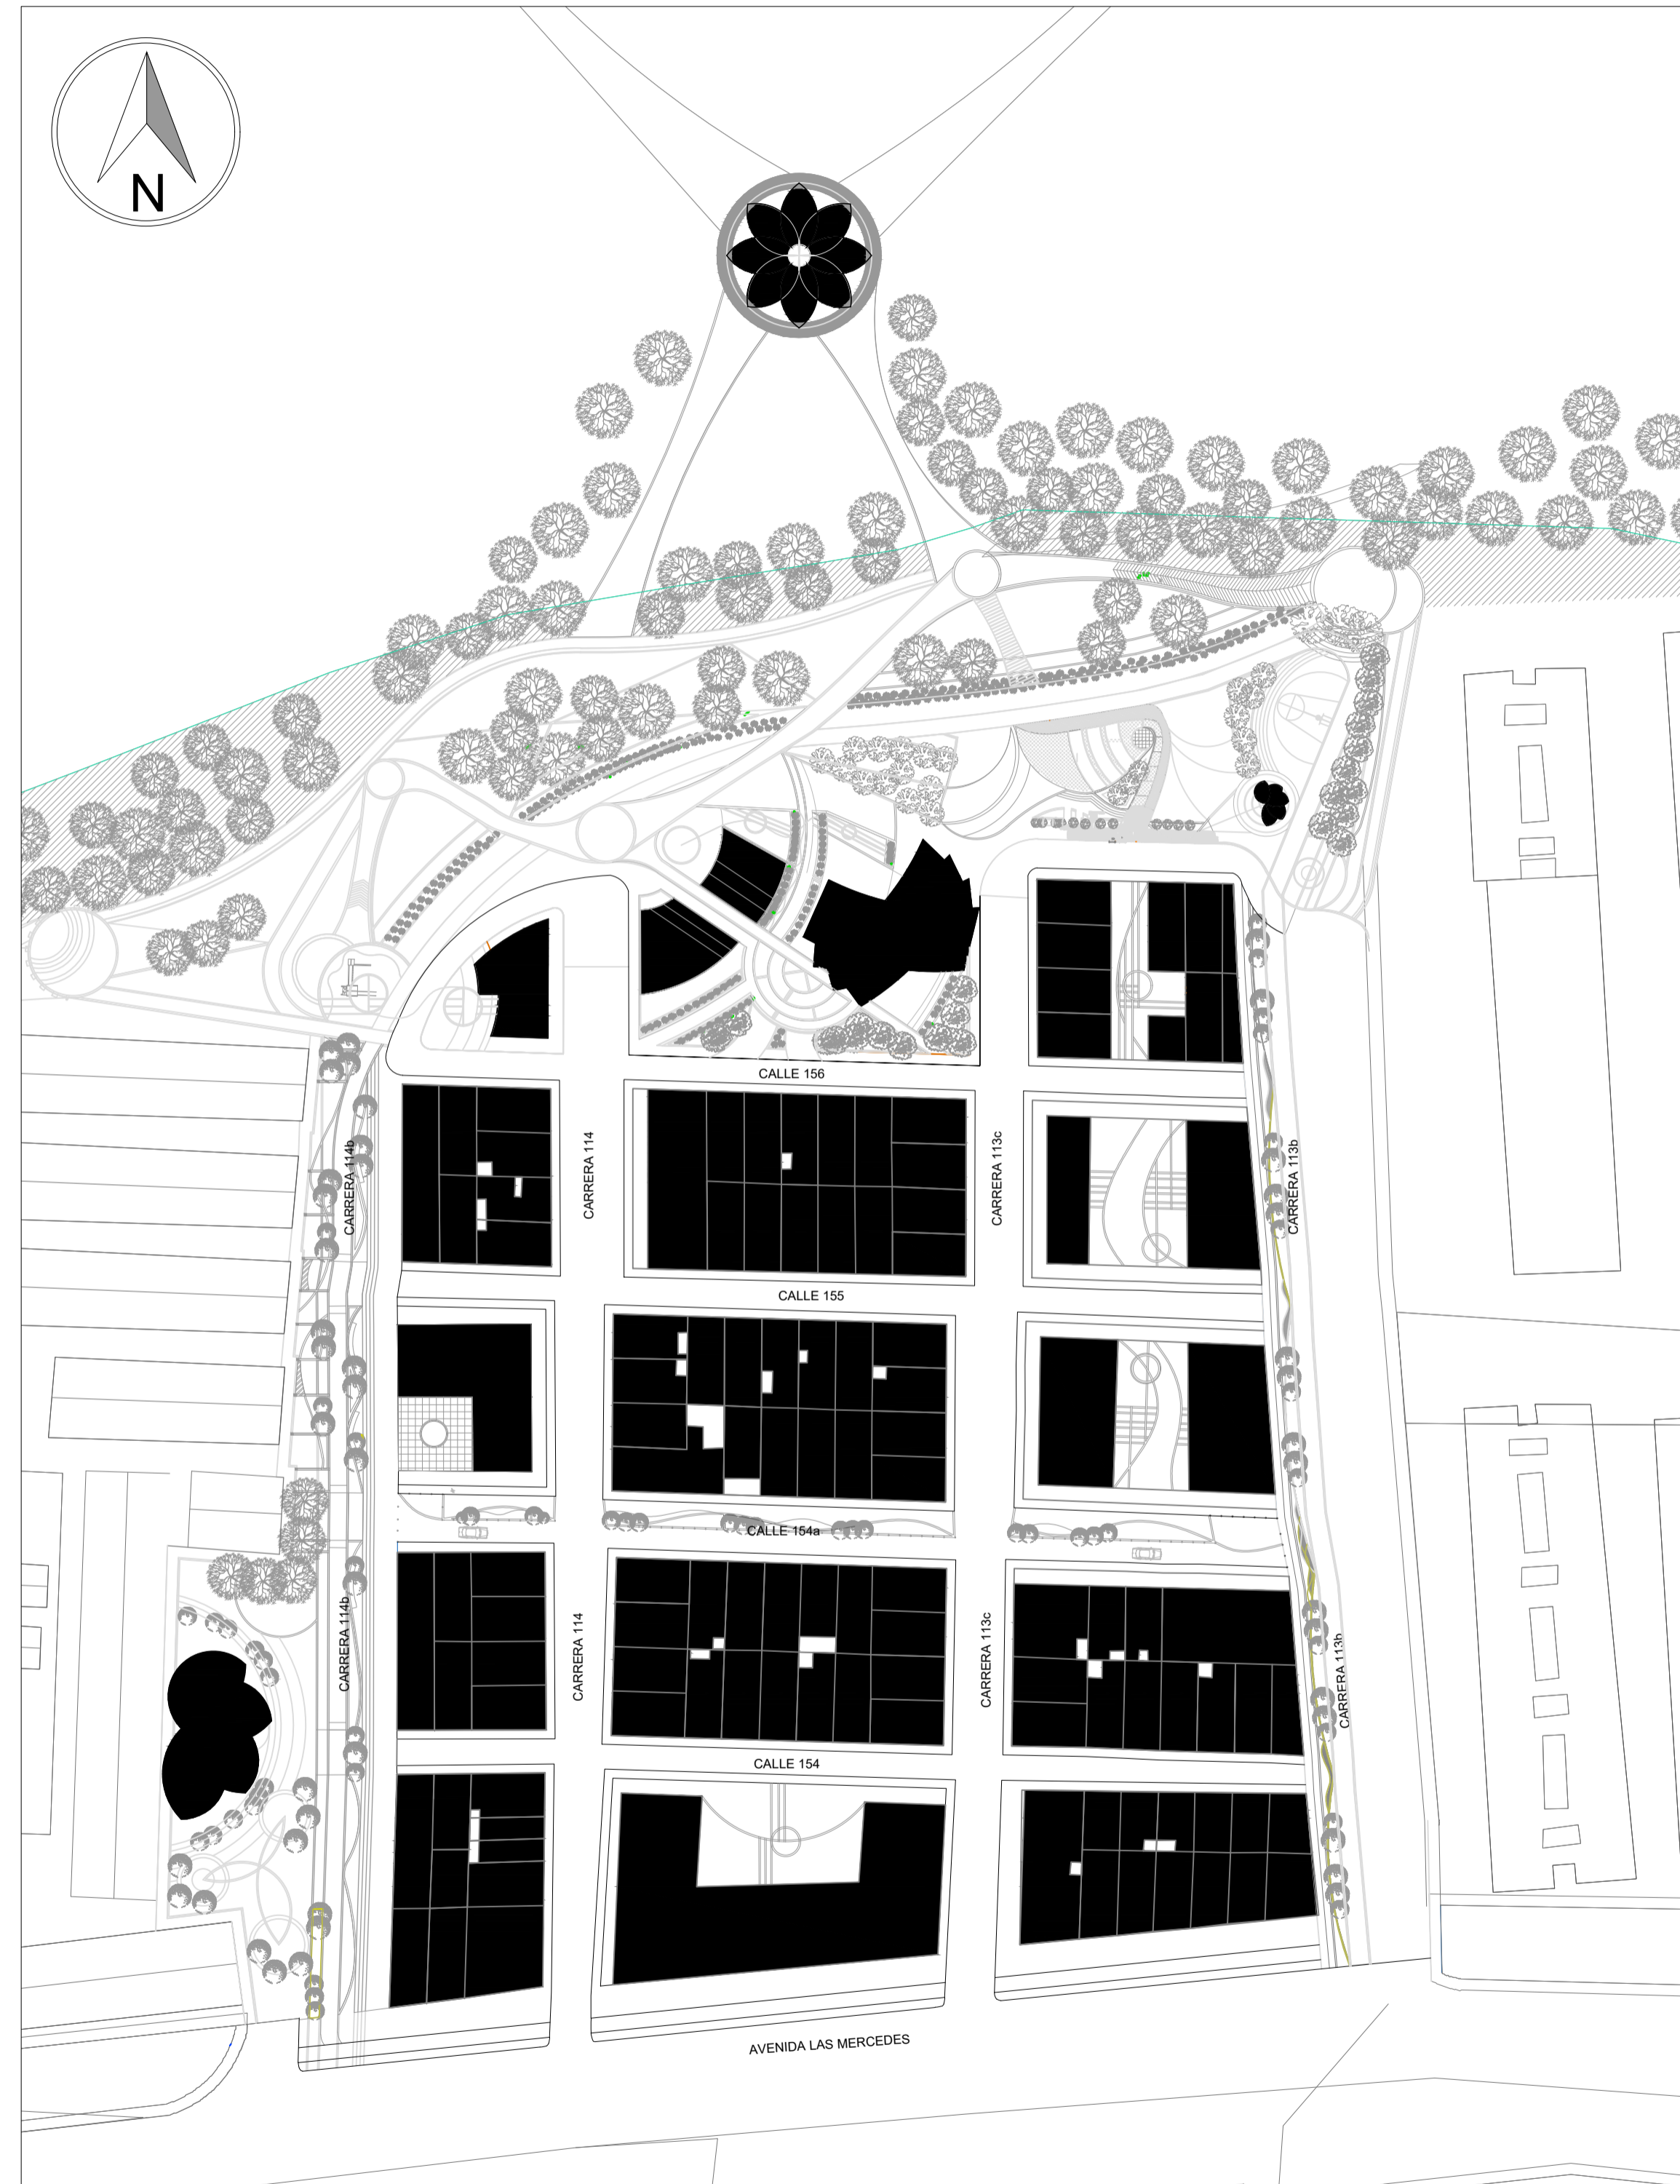 N
CALLE 156
CARRERA 114b
CARRERA 114
CARRERA 113c
CARRERA 113b
CALLE 155
CALLE 154a
CARRERA 114b
CARRERA 114
CARRERA 113c
CARRERA 113b
CALLE 154
AVENIDA LAS MERCEDES